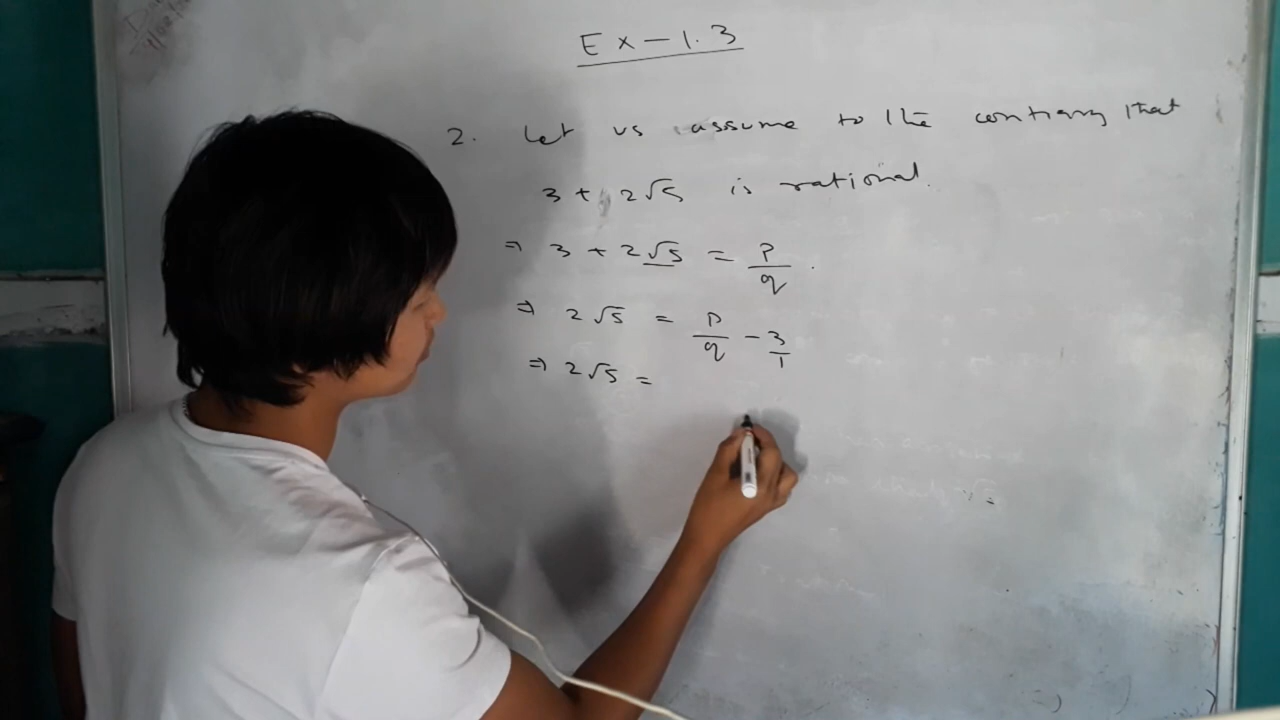 Ex - 1.3
2. Let us assume to the contrary that
3 + 2√5 is rational.
⇒ 3 + 2√5 = p/q.
⇒ 2√5 = p/q - 3/1
⇒ 2√5 =